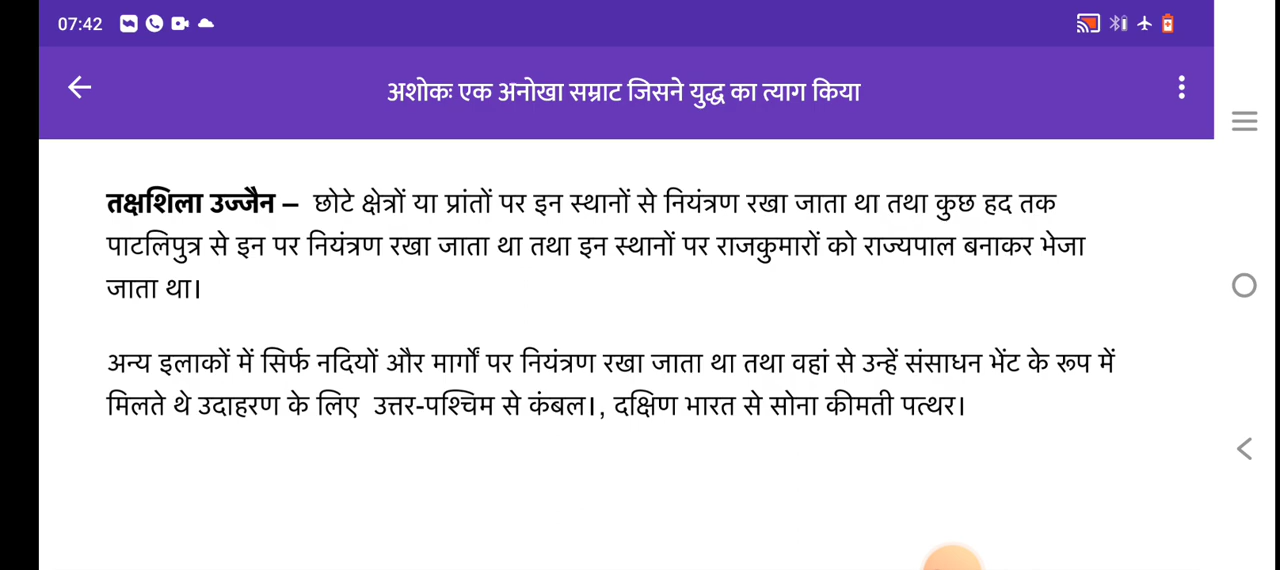 07:42
अशोकः एक अनोखा सम्राट जिसने युद्ध का त्याग किया
तक्षशिला उज्जैन – छोटे क्षेत्रों या प्रांतों पर इन स्थानों से नियंत्रण रखा जाता था तथा कुछ हद तक
पाटलिपुत्र से इन पर नियंत्रण रखा जाता था तथा इन स्थानों पर राजकुमारों को राज्यपाल बनाकर भेजा
जाता था।
अन्य इलाकों में सिर्फ नदियों और मार्गों पर नियंत्रण रखा जाता था तथा वहां से उन्हें संसाधन भेंट के रूप में
मिलते थे उदाहरण के लिए उत्तर-पश्चिम से कंबल।, दक्षिण भारत से सोना कीमती पत्थर।